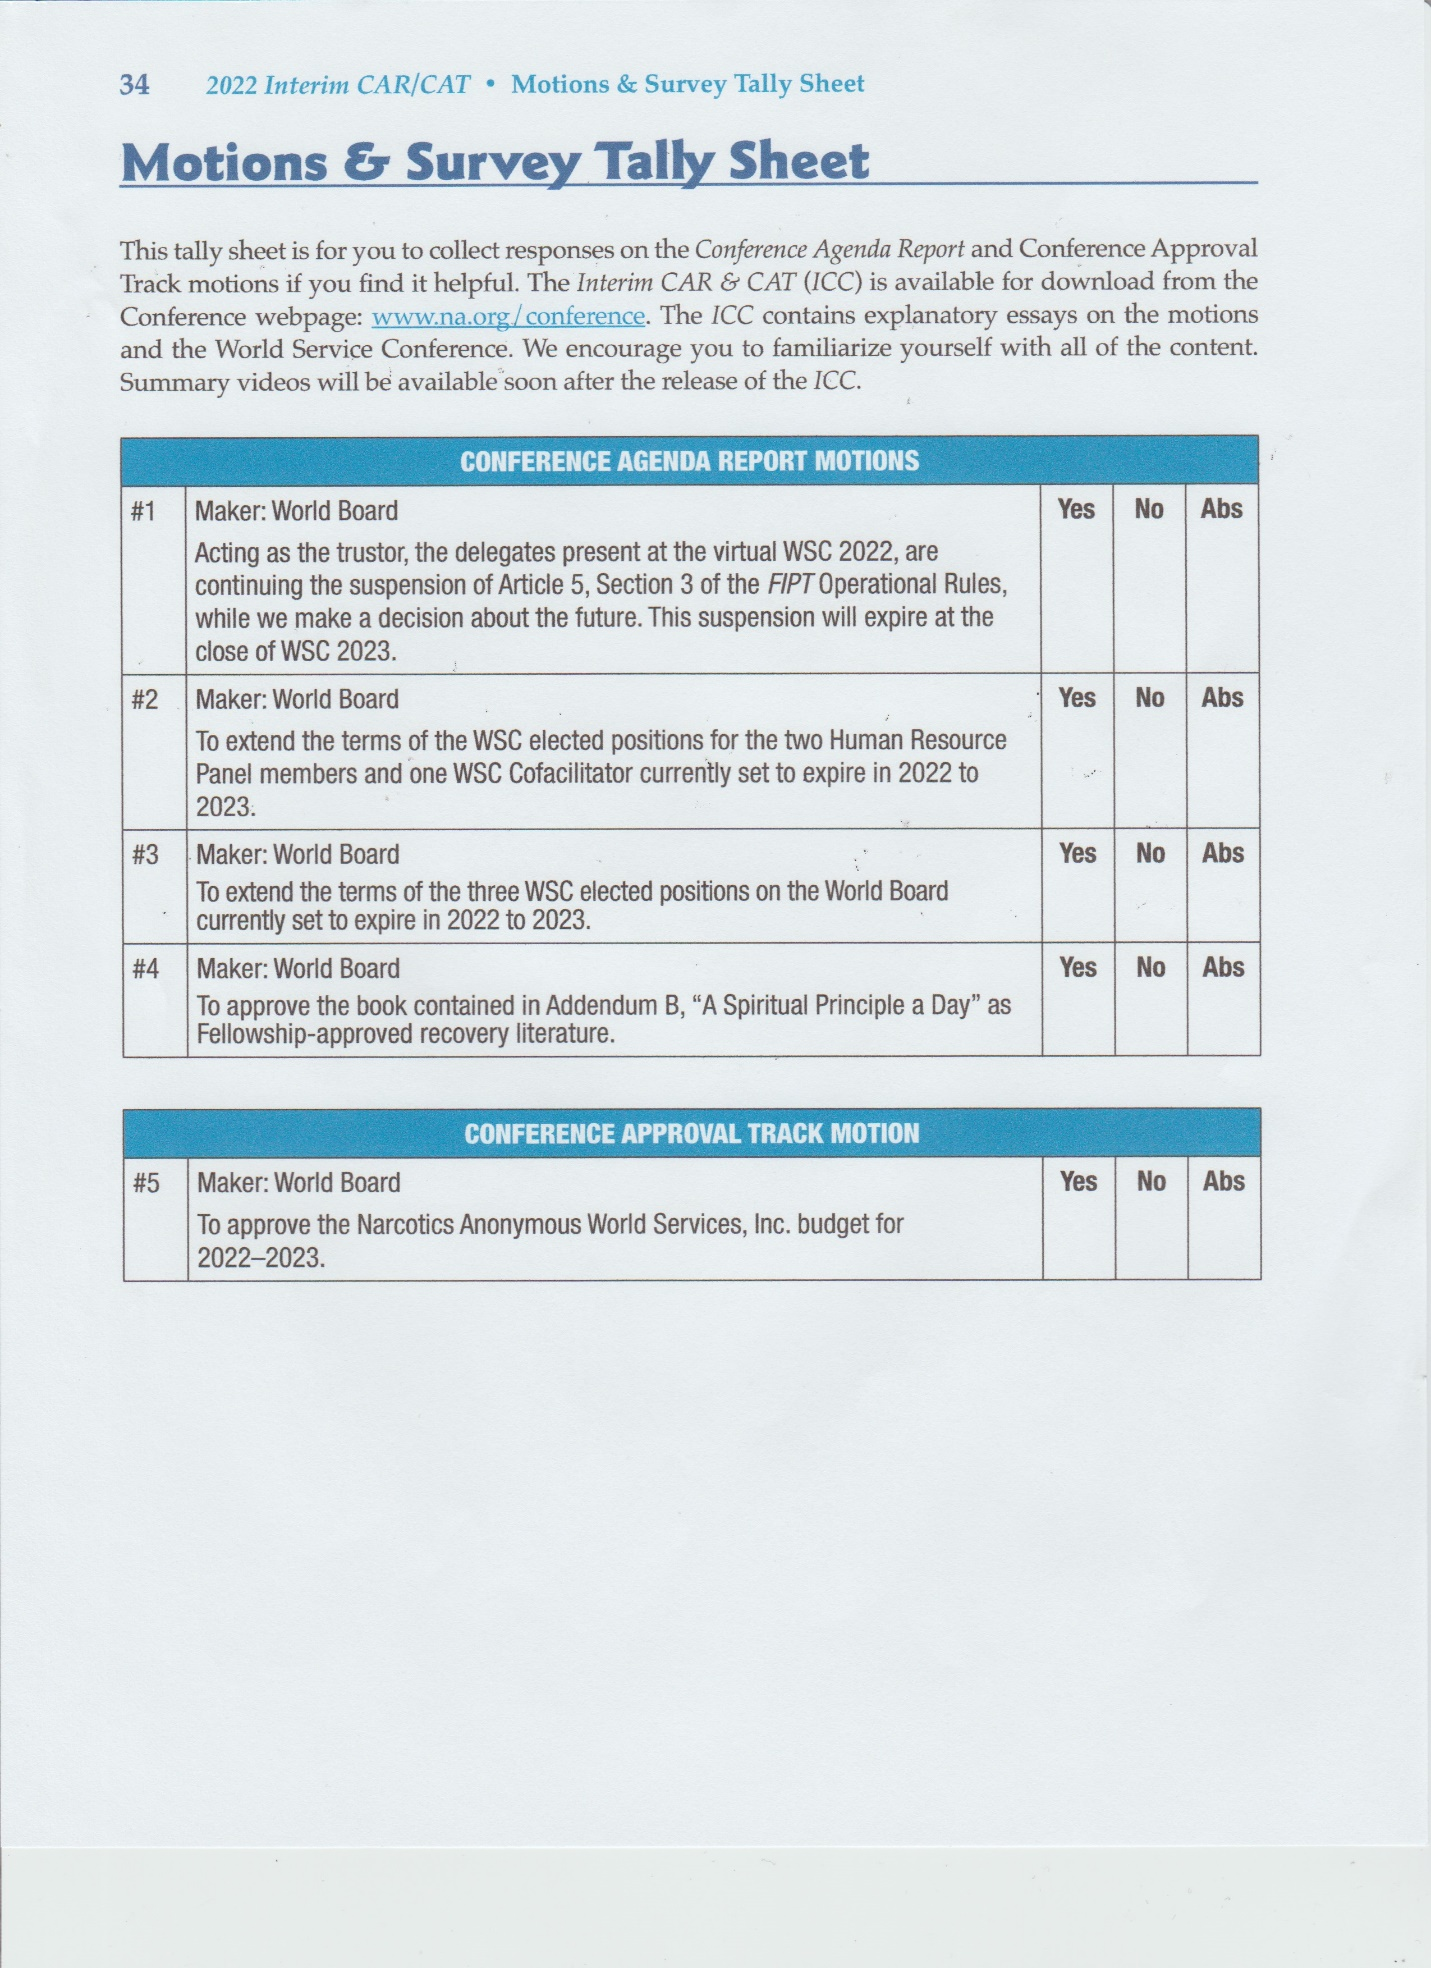 34 2022 Interim CAR/CAT • Motions & Survey Tally Sheet
Motions & Survey Tally Sheet
This tally sheet is for you to collect responses on the Conference Agenda Report and Conference Approval
Track motions if you find it helpful. The Interim CAR & CAT (ICC) is available for download from the
Conference webpage: www.na.org/conference. The ICC contains explanatory essays on the motions
and the World Service Conference. We encourage you to familiarize yourself with all of the content.
Summary videos will be available soon after the release of the ICC.
CONFERENCE AGENDA REPORT MOTIONS
#1 Maker: World Board Yes No Abs
Acting as the trustor, the delegates present at the virtual WSC 2022, are
continuing the suspension of Article 5, Section 3 of the FIPT Operational Rules,
while we make a decision about the future. This suspension will expire at the
close of WSC 2023.
#2 Maker: World Board Yes No Abs
To extend the terms of the WSC elected positions for the two Human Resource
Panel members and one WSC Cofacilitator currently set to expire in 2022 to
2023.
#3 Maker: World Board Yes No Abs
To extend the terms of the three WSC elected positions on the World Board
currently set to expire in 2022 to 2023.
#4 Maker: World Board Yes No Abs
To approve the book contained in Addendum B, “A Spiritual Principle a Day” as
Fellowship-approved recovery literature.
CONFERENCE APPROVAL TRACK MOTION
#5 Maker: World Board Yes No Abs
To approve the Narcotics Anonymous World Services, Inc. budget for
2022–2023.